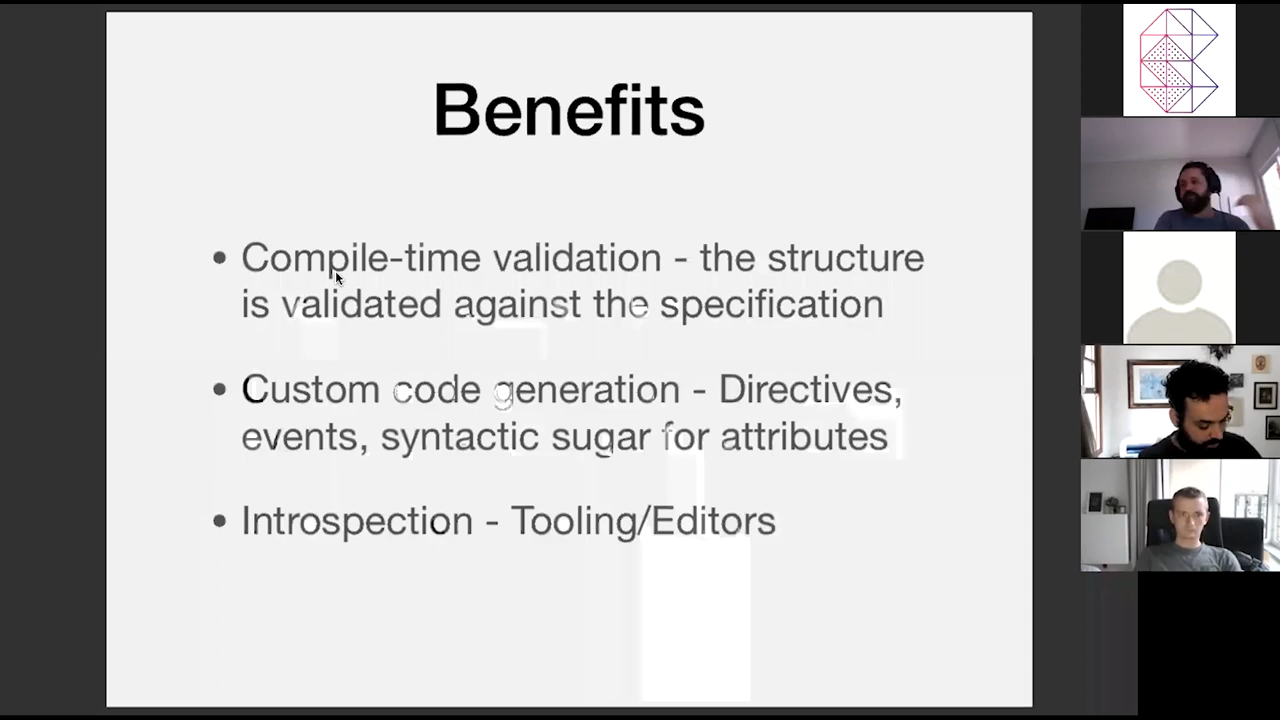 Benefits
• Compile-time validation - the structure
is validated against the specification
• Custom code generation - Directives,
events, syntactic sugar for attributes
• Introspection - Tooling/Editors